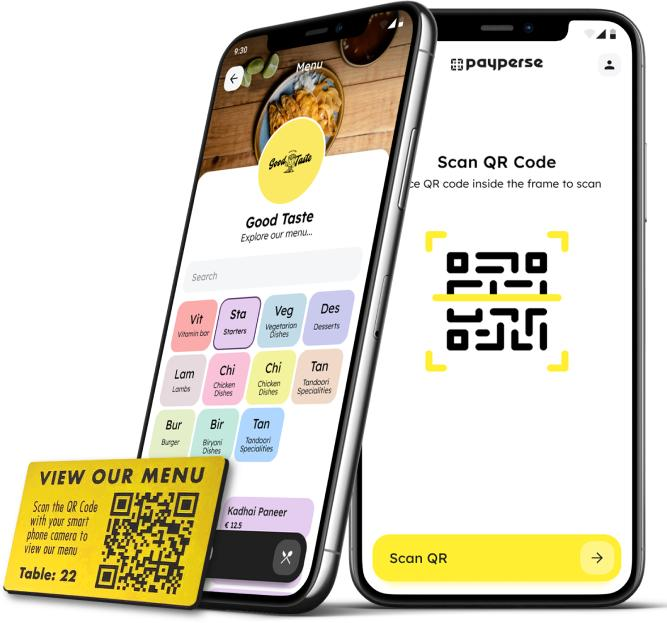 9:30
Menu
Good Taste
Good Taste
Explore our menu...
Search
Vit
Vitamin bar
Sta
Starters
Veg
Vegetarian
Dishes
Des
Desserts
Lam
Lambs
Chi
Chicken
Dishes
Chi
Chicken
Dishes
Tan
Tandoori
Specialities
Bur
Burger
Bir
Biryani
Dishes
Tan
Tandoori
Specialities
Kadhai Paneer
€ 12.5
VIEW OUR MENU
Scan the QR Code
with your smart
phone camera to
view our menu
Table: 22
payperse
Scan QR Code
ce QR code inside the frame to scan
Scan QR